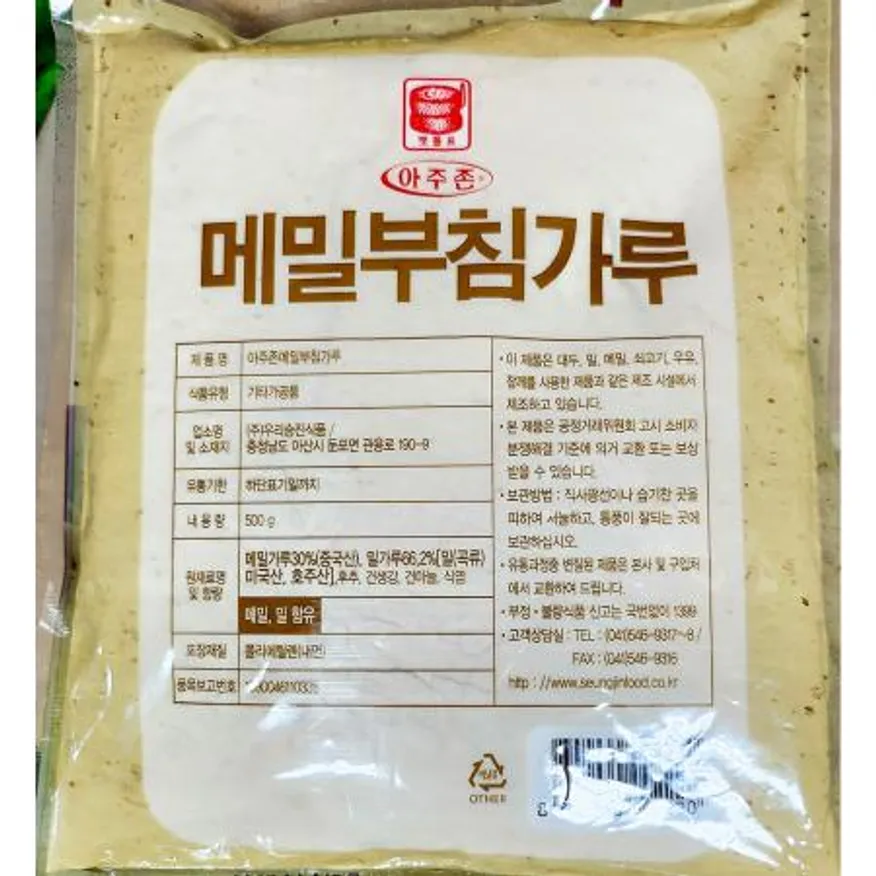 맷돌표
아주존
메밀부침가루
제 품 명 아주존메밀부침가루
식품유형 기타가공품
업소명 및 소재지 (주)우리승진식품 /
충청남도 아산시 둔포면 관용로 190-9
유통기한 하단표기일까지
내 용 량 500 g
원재료명 및 함량 메밀가루30%(중국산), 밀가루66.2%[밀(곡류)
미국산, 호주산],후추, 건생강, 건마늘, 식염
메밀, 밀 함유
포장재질 폴리에틸렌(내면)
품목보고번호
• 이 제품은 대두, 밀, 메밀, 쇠고기, 우유,
참깨를 사용한 제품과 같은 제조 시설에서
제조하고 있습니다.
• 본 제품은 공정거래위원회 고시 소비자
분쟁해결 기준에 의거 교환 또는 보상
받을 수 있습니다.
• 보관방법 : 직사광선이나 습기찬 곳을
피하여 서늘하고, 통풍이 잘되는 곳에
보관하십시오.
• 유통과정중 변질된 제품은 본사 및 구입처
에서 교환하여 드립니다.
• 부정・불량식품 신고는 국번없이 1399
• 고객상담실 : TEL : (041)546-9317~8 /
FAX : (041)546-9316
http : //www.seungjinfood.co.kr
OTHER